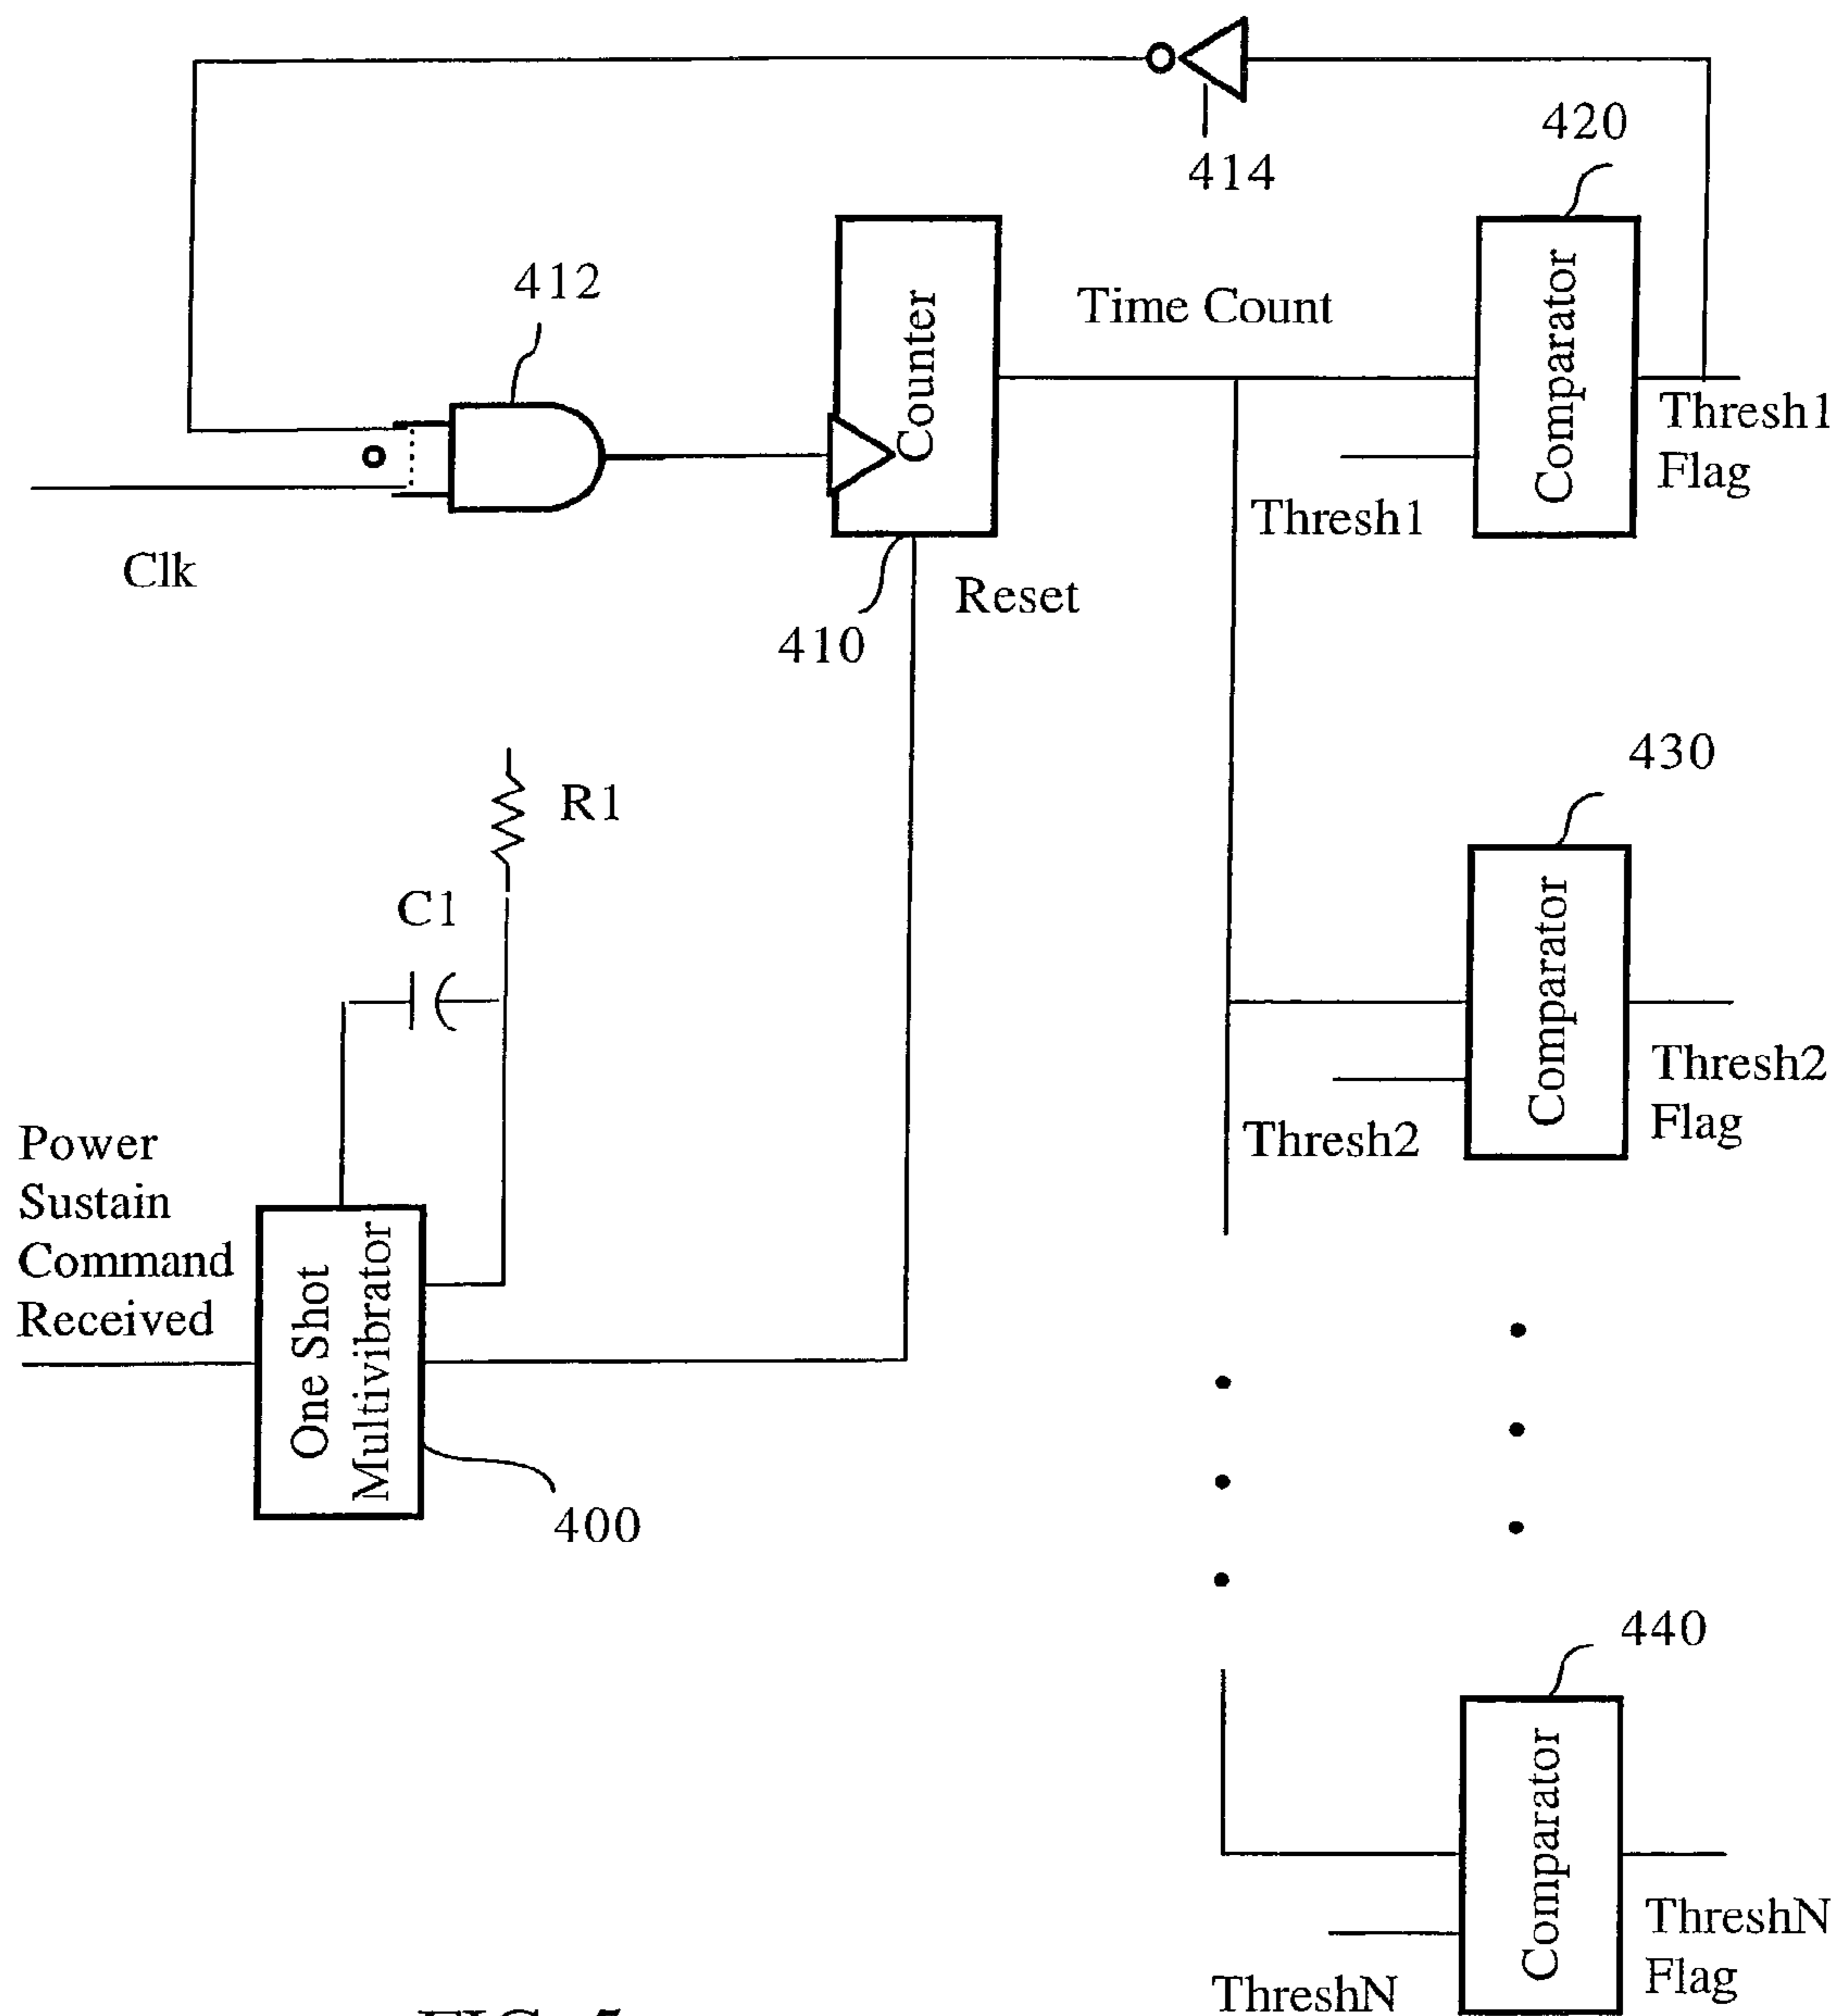 414
420
412
Counter
Time Count
Comparator
Thresh1
Flag
Thresh1
Clk
Reset
410
430
R1
C1
Comparator
Thresh2
Flag
Thresh2
Power
Sustain
Command
Received
One Shot
Multivibrator
400
440
Comparator
ThreshN
Flag
ThreshN